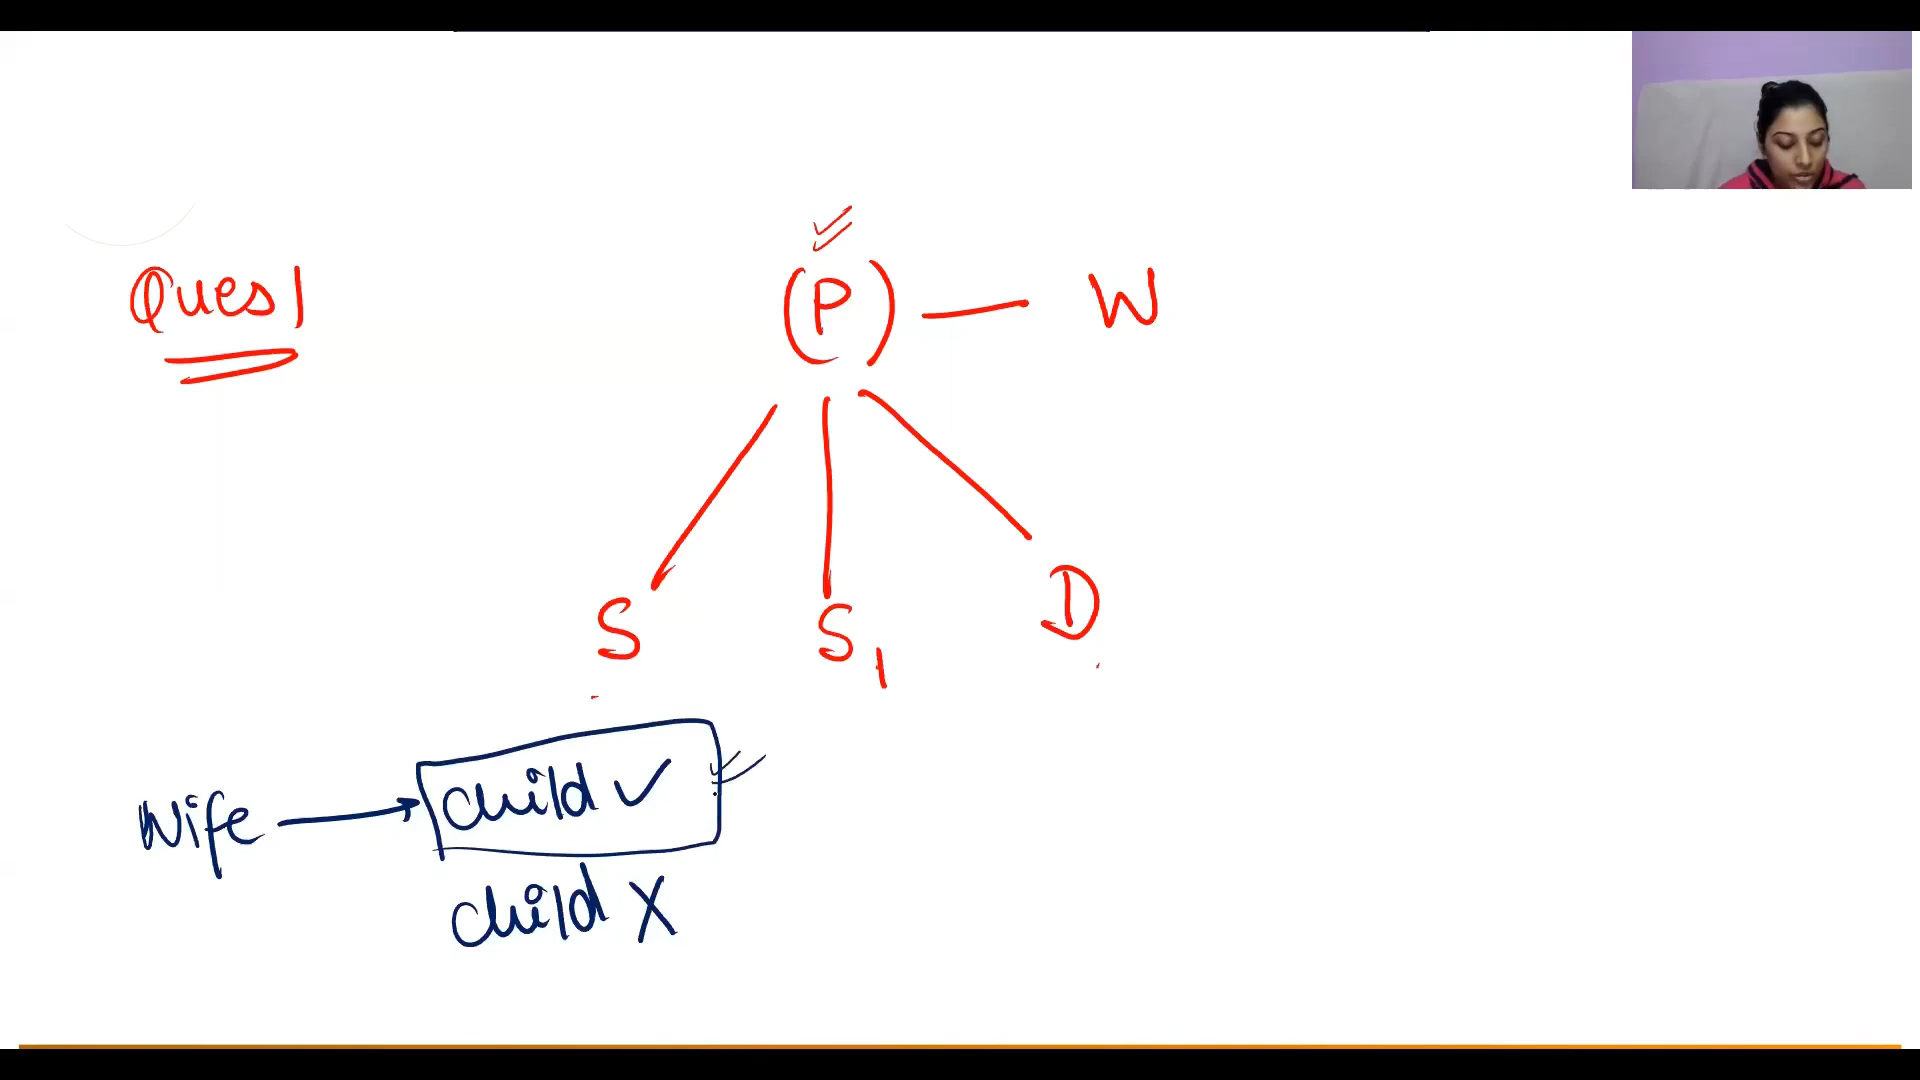 Ques 1
(P) — W
S S1 D
Wife → child ✓
child X